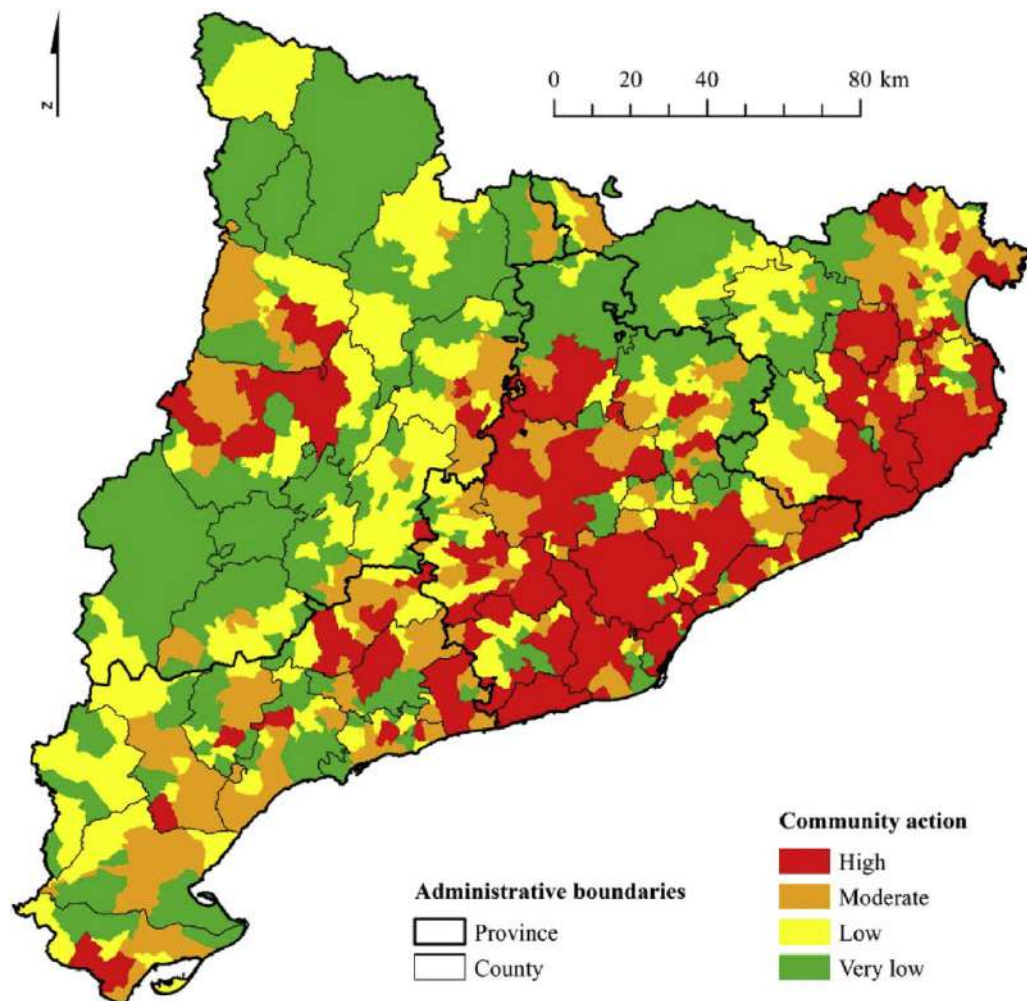 z
0 20 40 80 km
Community action
High
Moderate
Low
Very low
Administrative boundaries
Province
County